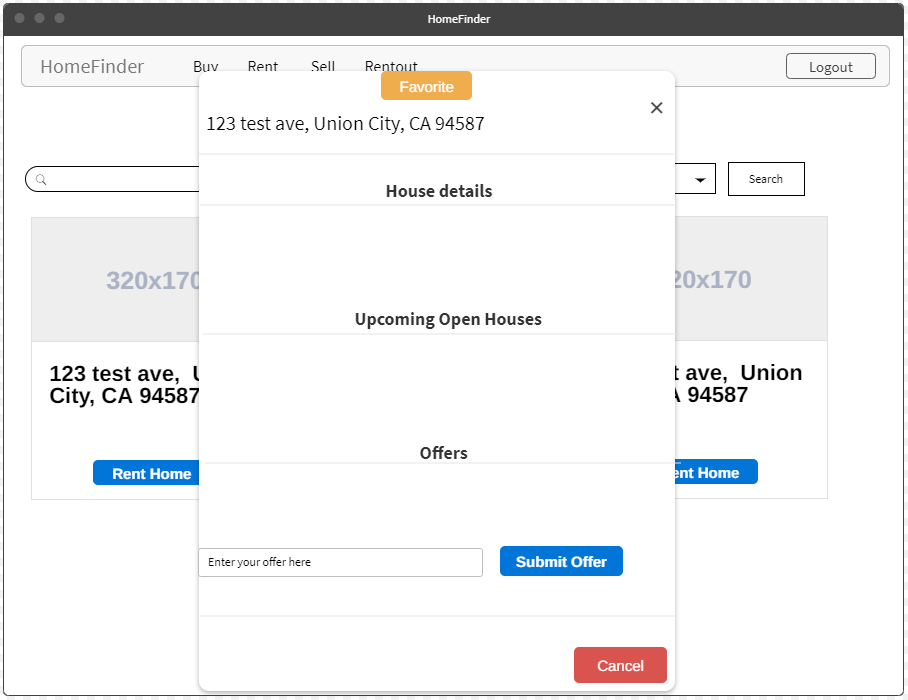 HomeFinder
HomeFinder Buy Rent Sell Rentout Logout
Favorite
123 test ave, Union City, CA 94587
Search
House details
320x170
20x170
Upcoming Open Houses
123 test ave,
City, CA 94587
ave, Union
94587
Offers
Rent Home
Home
Enter your offer here
Submit Offer
Cancel